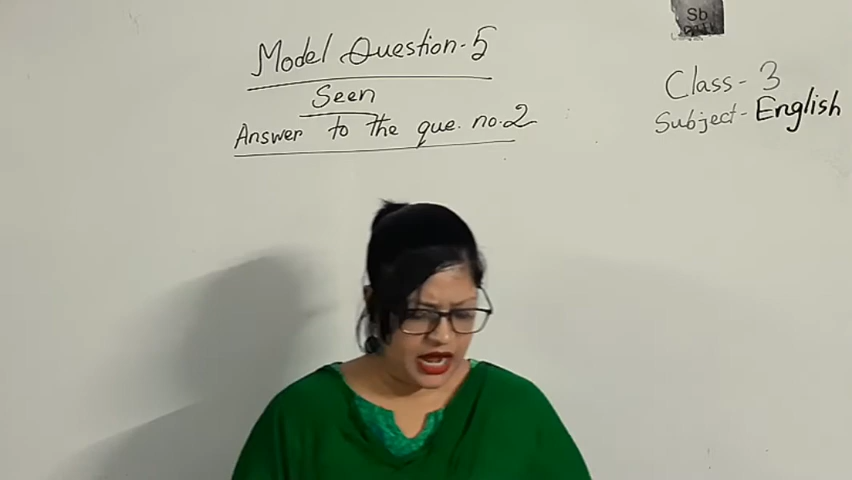 Model Question-5
Seen
Answer to the que. no.2
Sb
Class-3
Subject-English